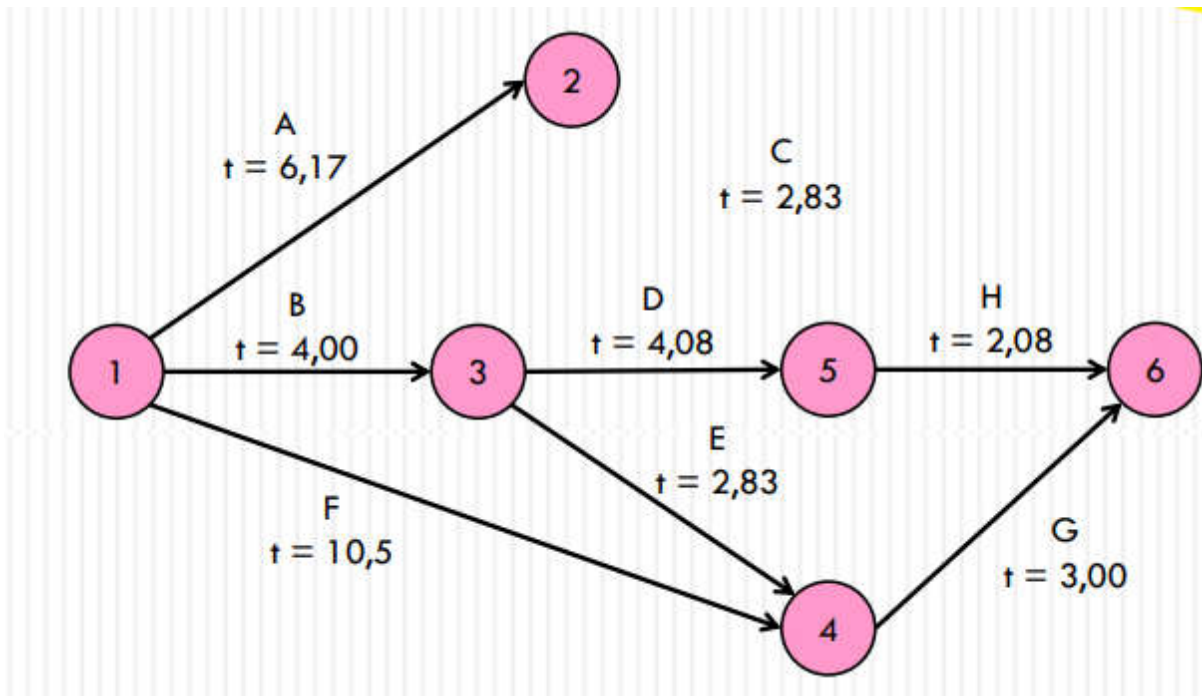 2
A
t = 6,17
C
t = 2,83
B
t = 4,00
D
t = 4,08
H
t = 2,08
1
3
5
6
E
t = 2,83
F
t = 10,5
G
t = 3,00
4